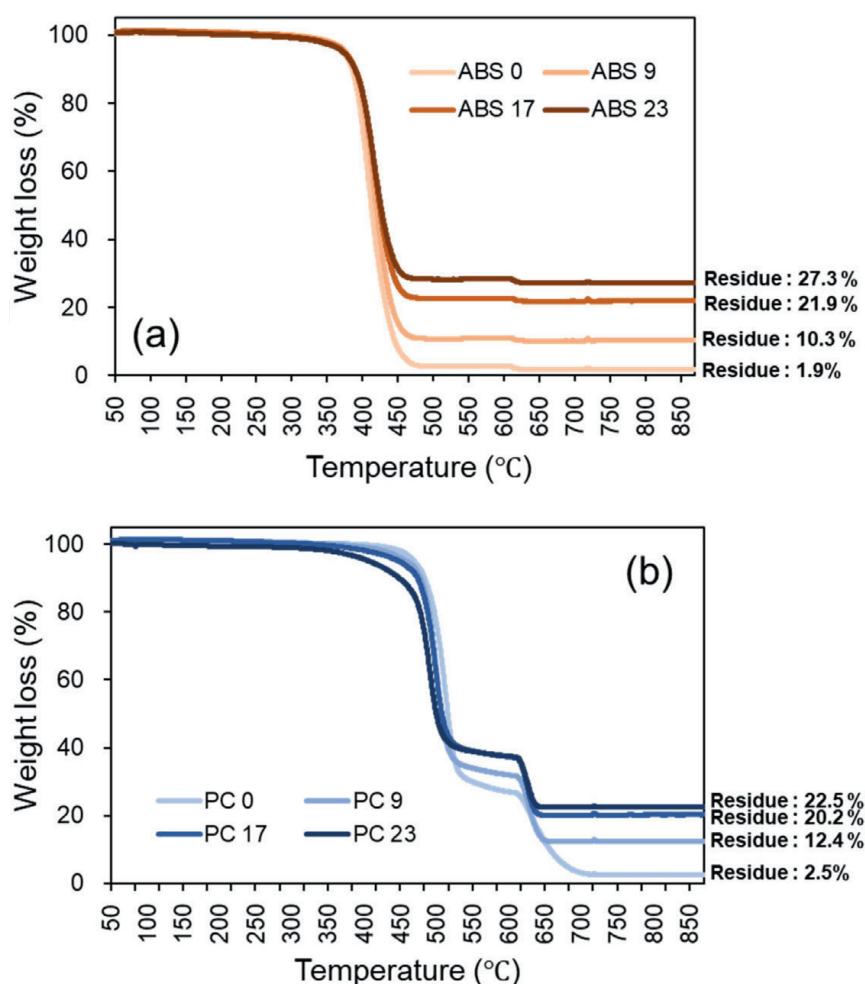 100
80
60
40
20
0
Weight loss (%)
ABS 0 ABS 9
ABS 17 ABS 23
(a)
Residue : 27.3 %
Residue : 21.9 %
Residue : 10.3 %
Residue : 1.9%
50 100 150 200 250 300 350 400 450 500 550 600 650 700 750 800 850
Temperature (℃)
100
80
60
40
20
0
Weight loss (%)
(b)
PC 0 PC 9
PC 17 PC 23
Residue : 22.5 %
Residue : 20.2 %
Residue : 12.4 %
Residue : 2.5%
50 100 150 200 250 300 350 400 450 500 550 600 650 700 750 800 850
Temperature (℃)